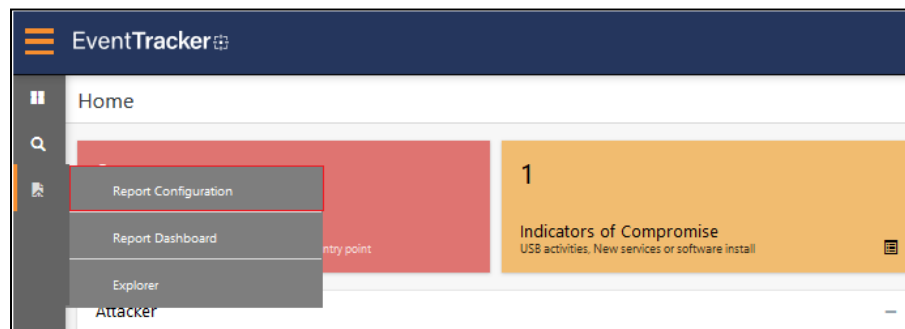 EventTracker
Home
Report Configuration
Report Dashboard
Explorer
ntry point
1
Indicators of Compromise
USB activities, New services or software install
Attacker